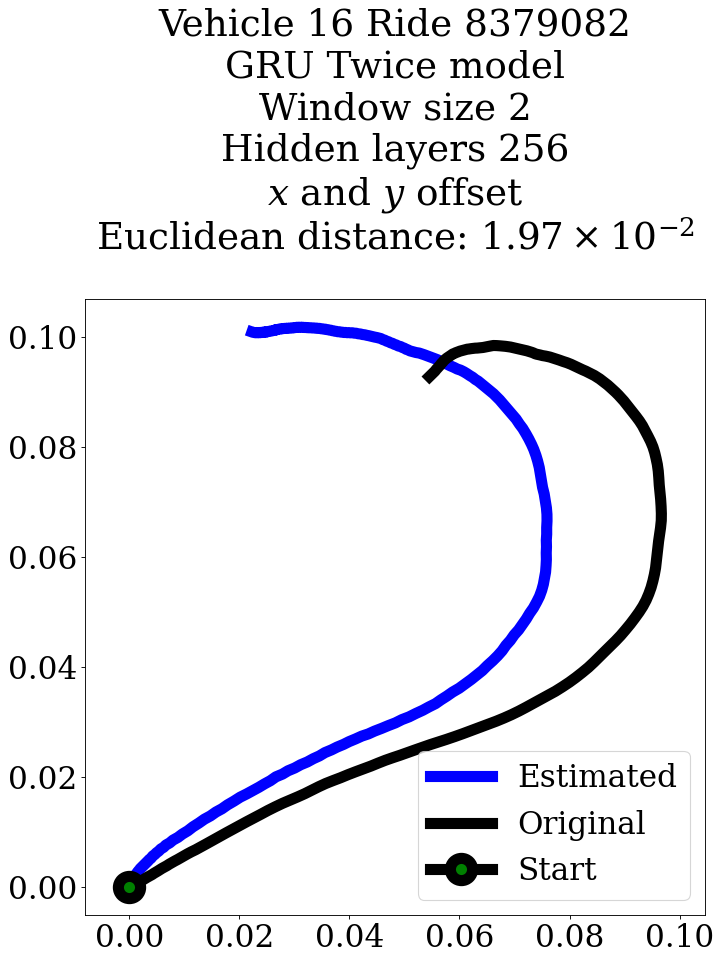 Vehicle 16 Ride 8379082
GRU Twice model
Window size 2
Hidden layers 256
x and y offset
Euclidean distance: 1.97 × 10⁻²
0.10
0.08
0.06
0.04
0.02
0.00
Estimated
Original
Start
0.00 0.02 0.04 0.06 0.08 0.10